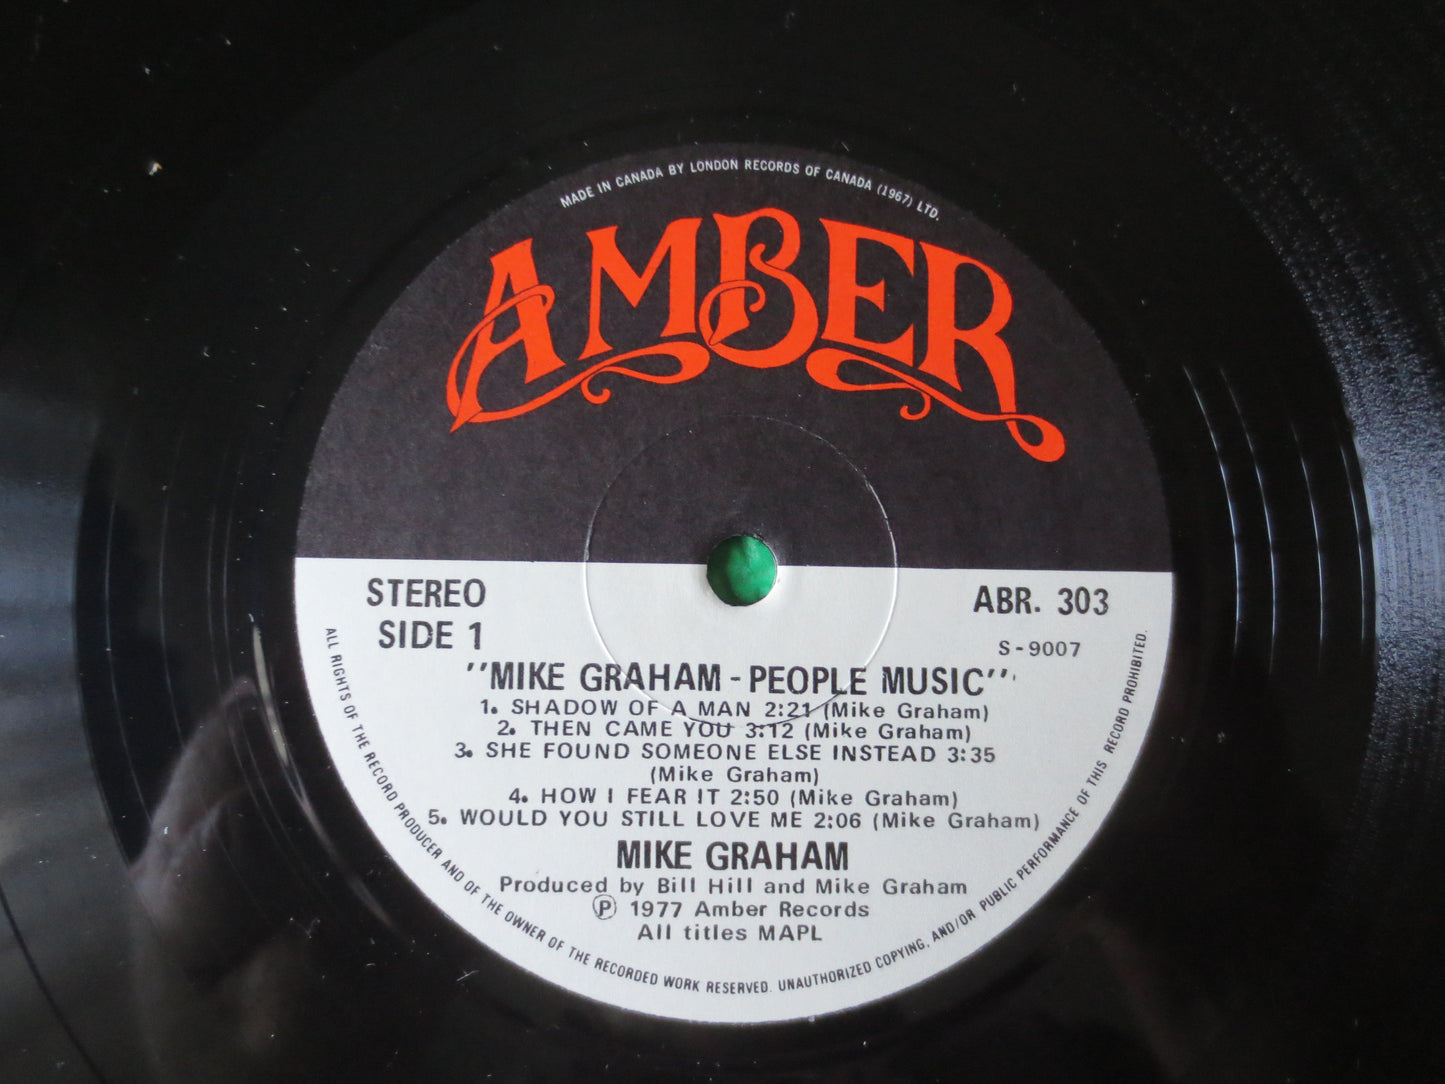 MADE IN CANADA BY LONDON RECORDS OF CANADA (1967) LTD.
AMBER
STEREO
SIDE 1
ABR. 303
S-9007
"MIKE GRAHAM - PEOPLE MUSIC"
1. SHADOW OF A MAN 2:21 (Mike Graham)
2. THEN CAME YOU 3:12 (Mike Graham)
3. SHE FOUND SOMEONE ELSE INSTEAD 3:35
(Mike Graham)
4. HOW I FEAR IT 2:50 (Mike Graham)
5. WOULD YOU STILL LOVE ME 2:06 (Mike Graham)
MIKE GRAHAM
Produced by Bill Hill and Mike Graham
Ⓟ 1977 Amber Records
All titles MAPL
ALL RIGHTS OF THE RECORD PRODUCER AND OF THE OWNER OF THE RECORDED WORK RESERVED. UNAUTHORIZED COPYING, AND/OR PUBLIC PERFORMANCE OF THIS RECORD PROHIBITED.